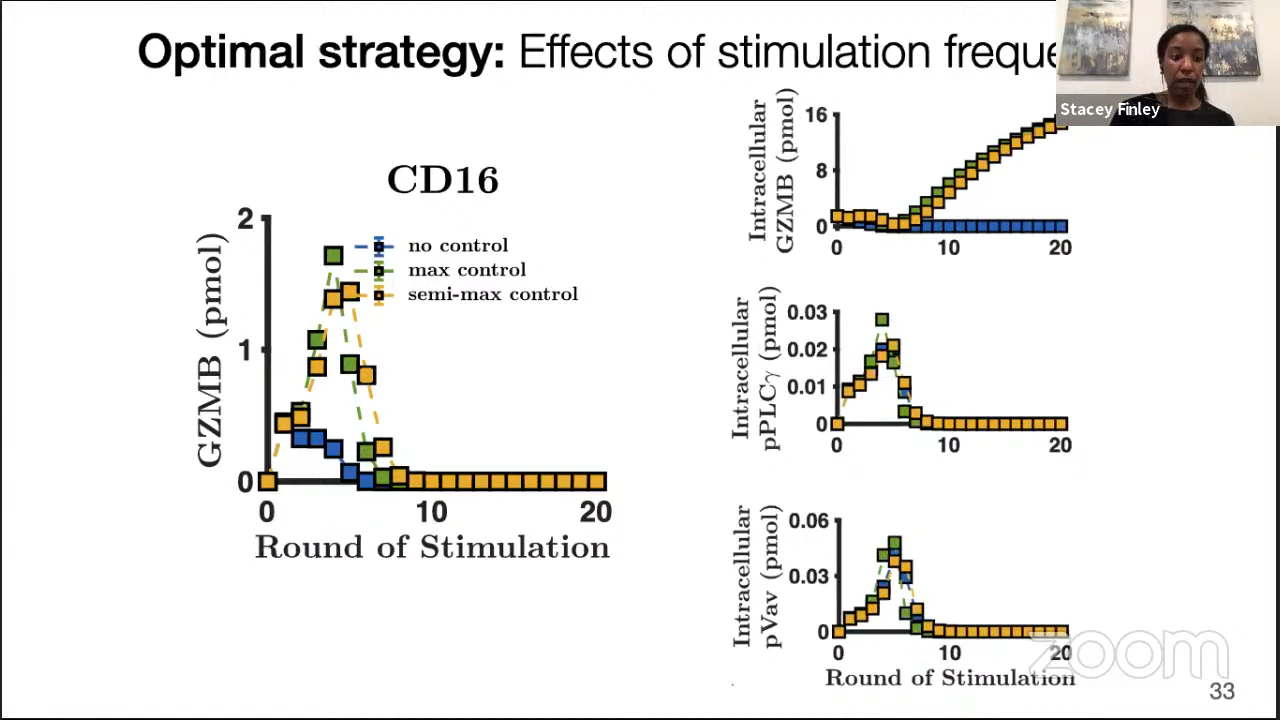 Optimal strategy: Effects of stimulation freque
Stacey Finley
CD16
GZMB (pmol)
2
1
0
no control
max control
semi-max control
0 10 20
Round of Stimulation
Intracellular
GZMB (pmol)
16
8
0
0 10 20
Intracellular
pPLCγ (pmol)
0.03
0.02
0.01
0
0 10 20
Intracellular
pVav (pmol)
0.06
0.03
0
0 10 20
Round of Stimulation
zoom
33